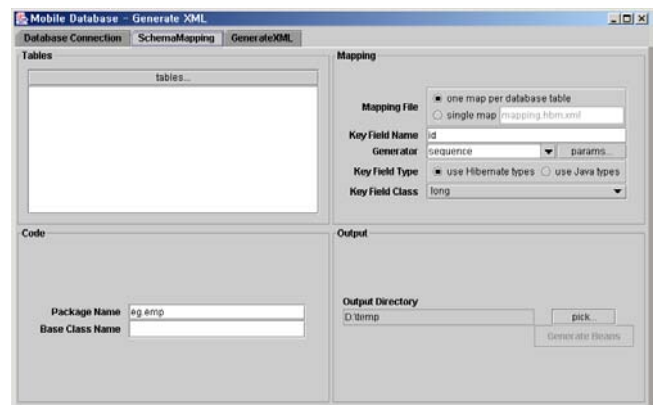 Mobile Database - Generate XML
Database Connection SchemaMapping GenerateXML
Tables
tables...
Mapping
Mapping File
one map per database table
single map mapping.hbm.xml
Key Field Name id
Generator sequence params...
Key Field Type use Hibernate types use Java types
Key Field Class long
Code
Package Name eg.emp
Base Class Name
Output
Output Directory
D:\temp pick...
Generate Beans